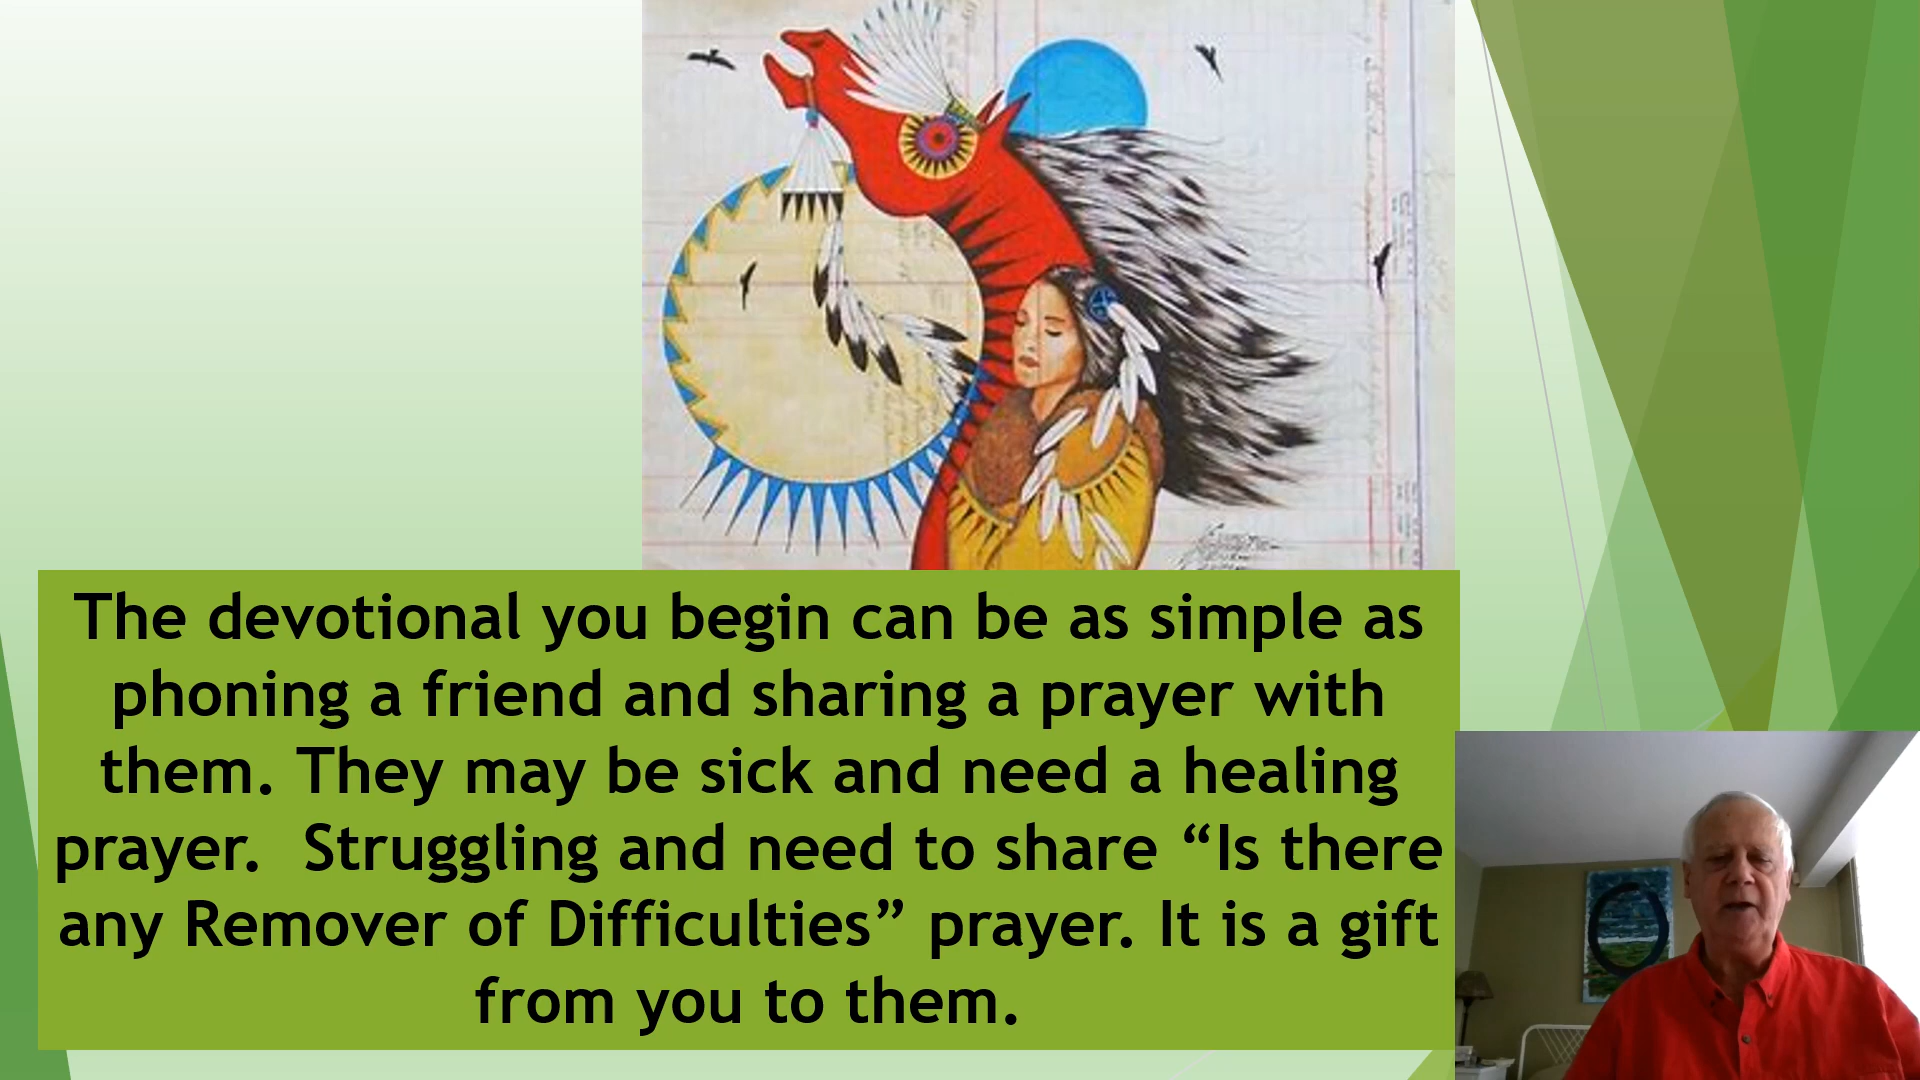 The devotional you begin can be as simple as
phoning a friend and sharing a prayer with
them. They may be sick and need a healing
prayer.  Struggling and need to share “Is there
any Remover of Difficulties” prayer. It is a gift
from you to them.